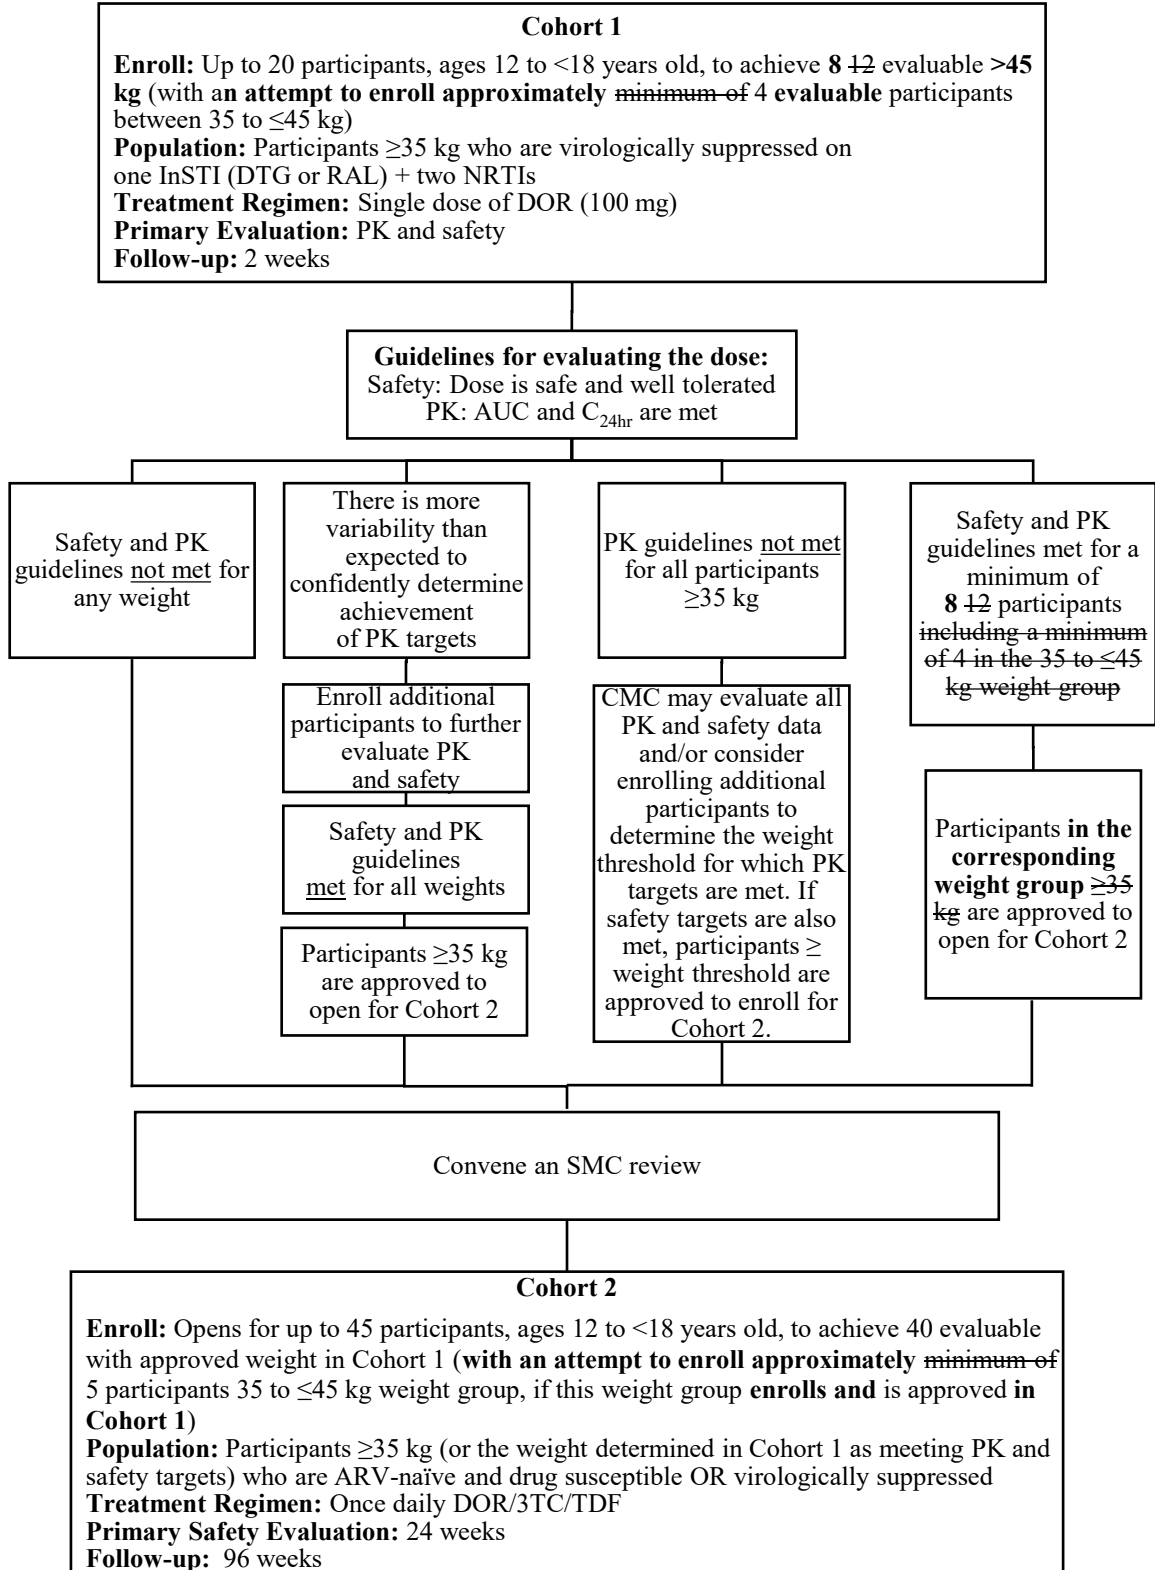 Cohort 1
Enroll: Up to 20 participants, ages 12 to <18 years old, to achieve 8 12 evaluable >45
kg (with an attempt to enroll approximately minimum of 4 evaluable participants
between 35 to ≤45 kg)
Population: Participants ≥35 kg who are virologically suppressed on
one InSTI (DTG or RAL) + two NRTIs
Treatment Regimen: Single dose of DOR (100 mg)
Primary Evaluation: PK and safety
Follow-up: 2 weeks
Guidelines for evaluating the dose:
Safety: Dose is safe and well tolerated
PK: AUC and C24hr are met
Safety and PK
guidelines not met for
any weight
There is more
variability than
expected to
confidently determine
achievement
of PK targets
Enroll additional
participants to further
evaluate PK
and safety
Safety and PK
guidelines
met for all weights
Participants ≥35 kg
are approved to
open for Cohort 2
PK guidelines not met
for all participants
≥35 kg
CMC may evaluate all
PK and safety data
and/or consider
enrolling additional
participants to
determine the weight
threshold for which PK
targets are met. If
safety targets are also
met, participants ≥
weight threshold are
approved to enroll for
Cohort 2.
Safety and PK
guidelines met for a
minimum of
8 12 participants
including a minimum
of 4 in the 35 to ≤45
kg weight group
Participants in the
corresponding
weight group ≥35
kg are approved to
open for Cohort 2
Convene an SMC review
Cohort 2
Enroll: Opens for up to 45 participants, ages 12 to <18 years old, to achieve 40 evaluable
with approved weight in Cohort 1 (with an attempt to enroll approximately minimum of
5 participants 35 to ≤45 kg weight group, if this weight group enrolls and is approved in
Cohort 1)
Population: Participants ≥35 kg (or the weight determined in Cohort 1 as meeting PK and
safety targets) who are ARV-naïve and drug susceptible OR virologically suppressed
Treatment Regimen: Once daily DOR/3TC/TDF
Primary Safety Evaluation: 24 weeks
Follow-up: 96 weeks